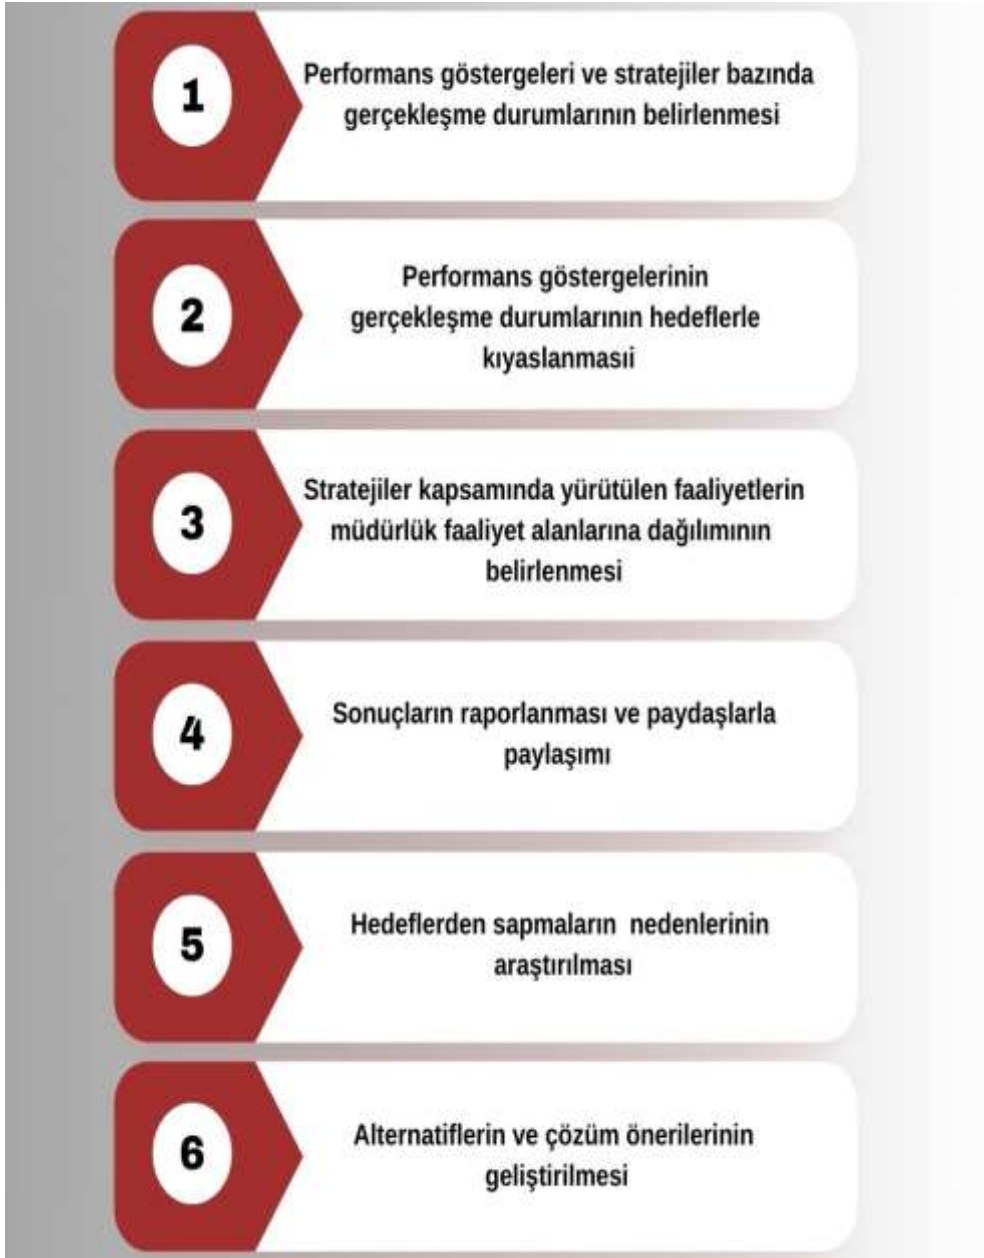 1
Performans göstergeleri ve stratejiler bazında
gerçekleşme durumlarının belirlenmesi
2
Performans göstergelerinin
gerçekleşme durumlarının hedeflerle
kıyaslanmasıi
3
Stratejiler kapsamında yürütülen faaliyetlerin
müdürlük faaliyet alanlarına dağılımının
belirlenmesi
4
Sonuçların raporlanması ve paydaşlarla
paylaşımı
5
Hedeflerden sapmaların  nedenlerinin
araştırılması
6
Alternatiflerin ve çözüm önerilerinin
geliştirilmesi